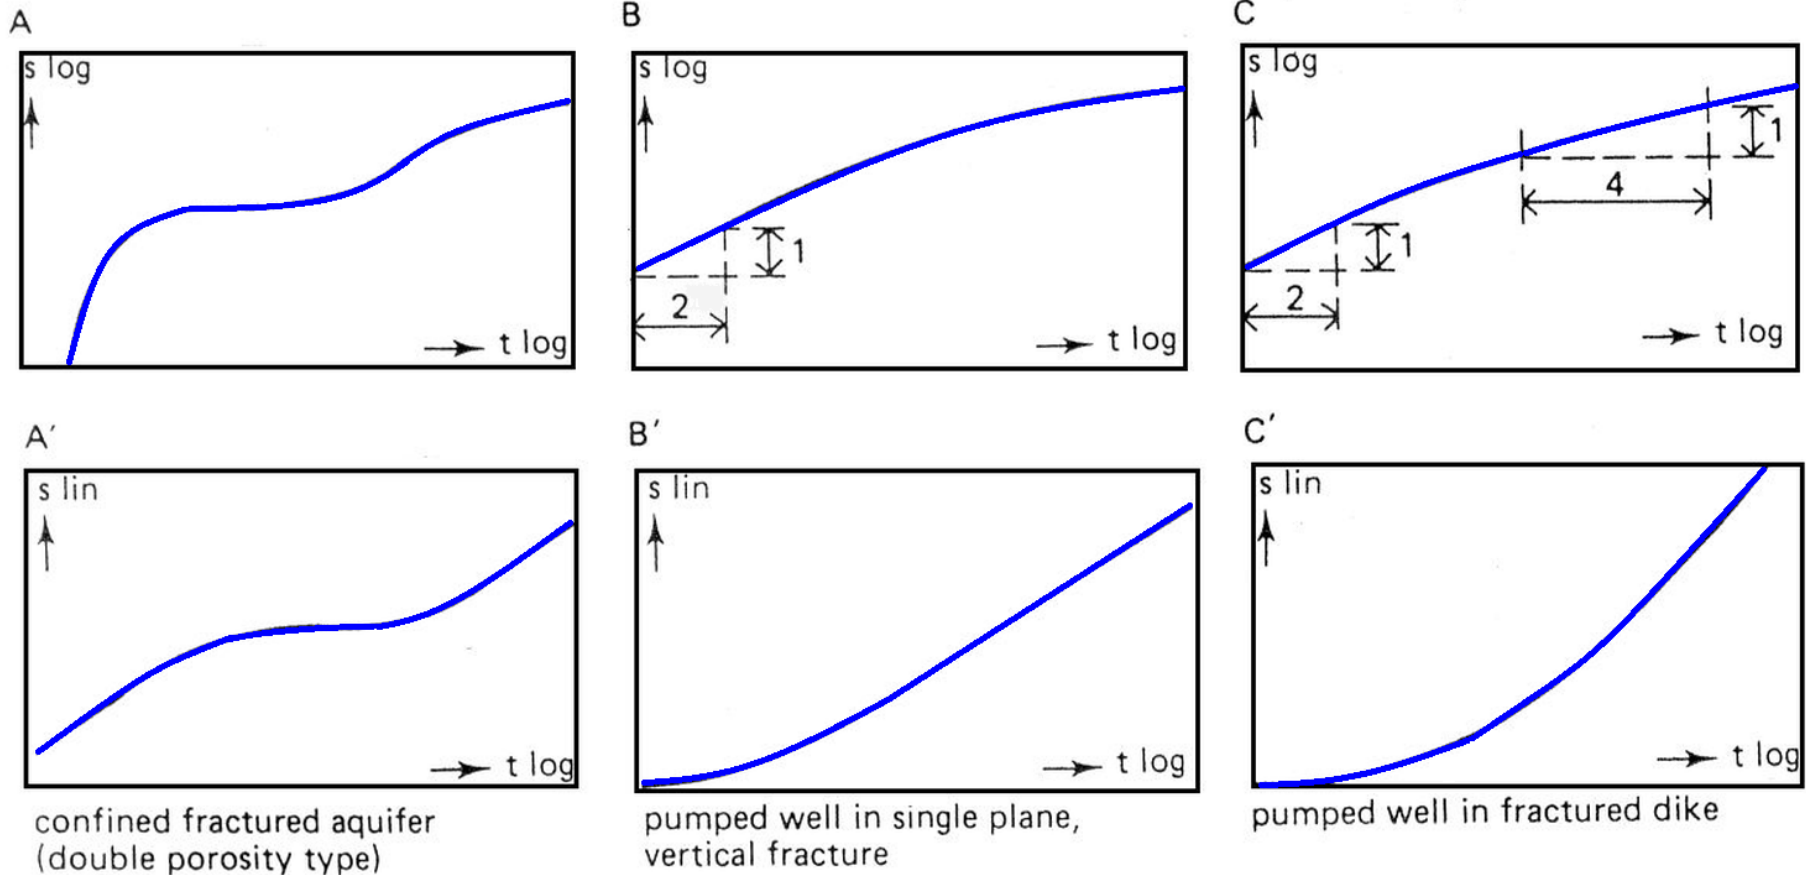 A
s log
t log
B
s log
1
2
t log
C
s log
1
4
1
2
t log
A′
s lin
t log
confined fractured aquifer
(double porosity type)
B′
s lin
t log
pumped well in single plane,
vertical fracture
C′
s lin
t log
pumped well in fractured dike